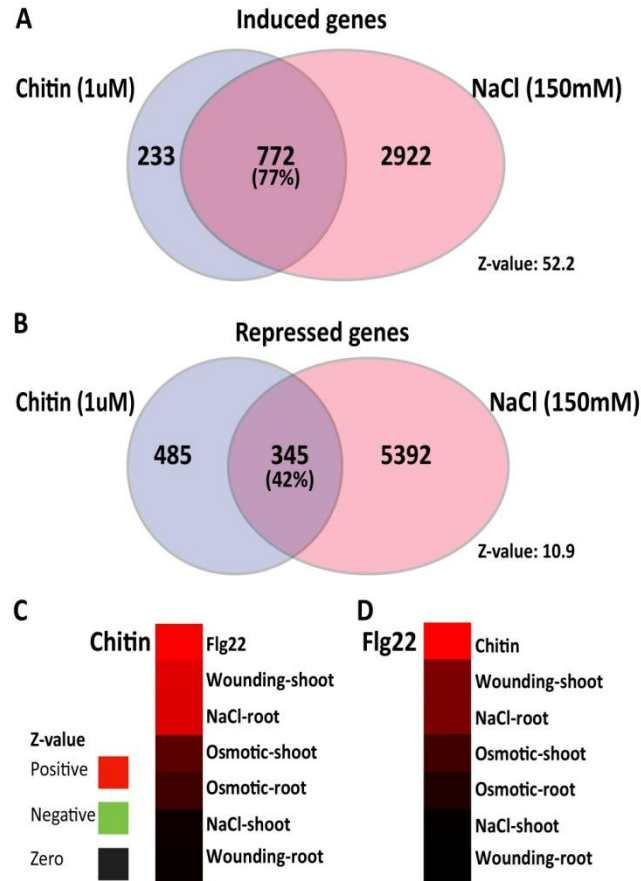 A
Induced genes
Chitin (1uM)
NaCl (150mM)
233
772
(77%)
2922
Z-value: 52.2
B
Repressed genes
Chitin (1uM)
NaCl (150mM)
485
345
(42%)
5392
Z-value: 10.9
C
Chitin
Flg22
Wounding-shoot
NaCl-root
Osmotic-shoot
Osmotic-root
NaCl-shoot
Wounding-root
Z-value
Positive
Negative
Zero
D
Flg22
Chitin
Wounding-shoot
NaCl-root
Osmotic-shoot
Osmotic-root
NaCl-shoot
Wounding-root